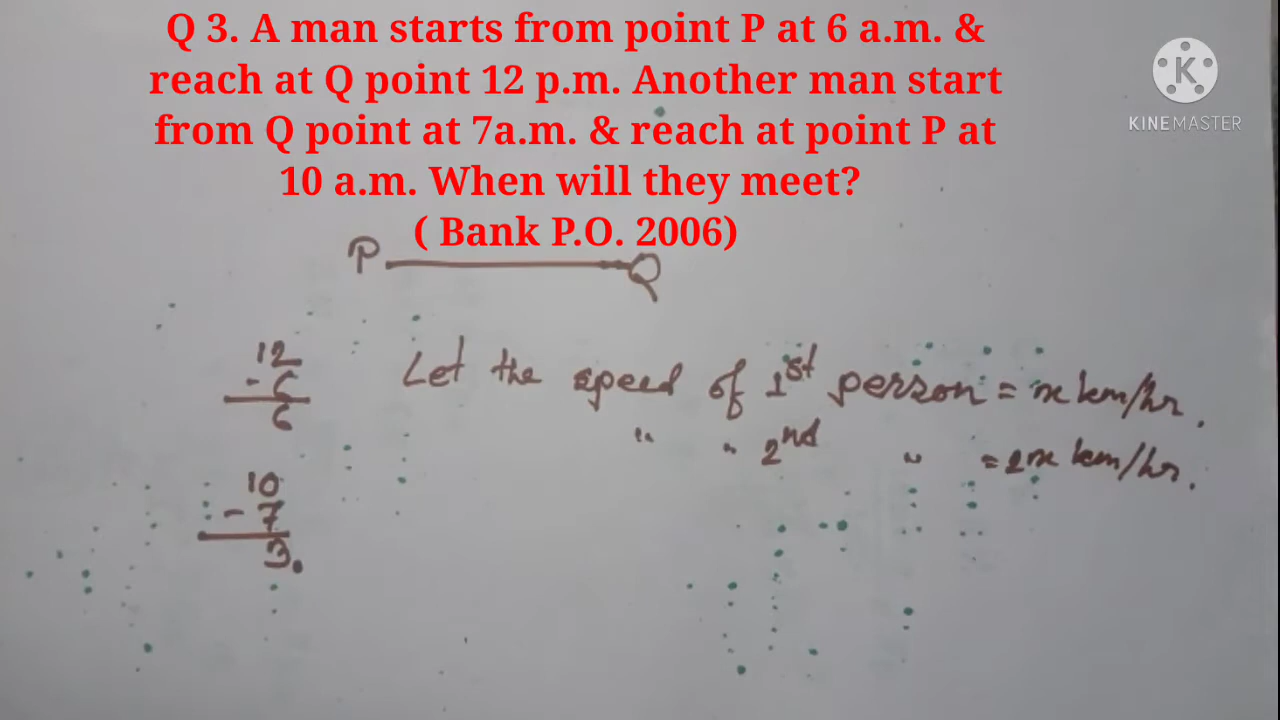 Q 3. A man starts from point P at 6 a.m. &
reach at Q point 12 p.m. Another man start
from Q point at 7a.m. & reach at point P at
10 a.m. When will they meet?
( Bank P.O. 2006)
K
KINEMASTER
P Q
12
- 6
6
Let the speed of 1st person = x km/hr.
" " 2nd " = 2x km/hr.
10
- 7
3.